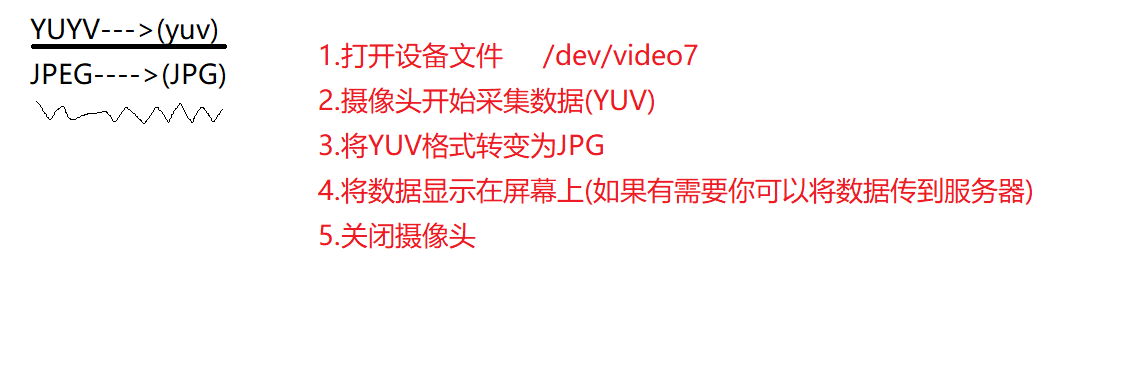 YUYV--->(yuv)
JPEG---->(JPG)
1.打开设备文件 /dev/video7
2.摄像头开始采集数据(YUV)
3.将YUV格式转变为JPG
4.将数据显示在屏幕上(如果有需要你可以将数据传到服务器)
5.关闭摄像头